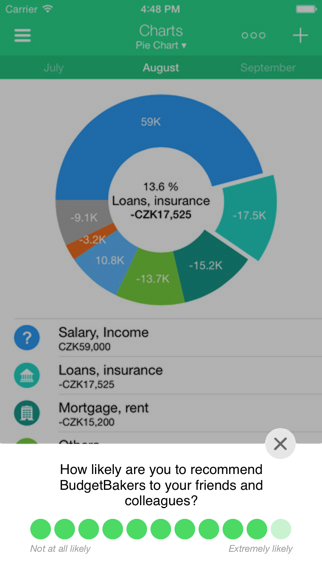 Carrier 4:48 PM
Charts
Pie Chart ▾
July August September
59K
13.6 %
Loans, insurance
-CZK17,525
-17.5K
-9.1K
-3.2K
10.8K
-13.7K
-15.2K
?
Salary, Income
CZK59,000
Loans, insurance
-CZK17,525
Mortgage, rent
-CZK15,200
Others
How likely are you to recommend
BudgetBakers to your friends and
colleagues?
Not at all likely Extremely likely